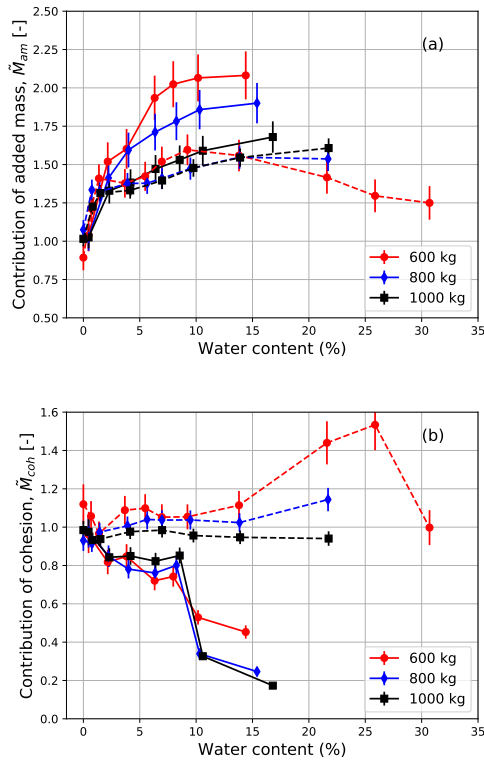 2.50
2.25
2.00
1.75
1.50
1.25
1.00
0.75
0.50
Contribution of added mass, M̃am [-]
(a)
600 kg
800 kg
1000 kg
0 5 10 15 20 25 30 35
Water content (%)
1.6
1.4
1.2
1.0
0.8
0.6
0.4
0.2
0.0
Contribution of cohesion, M̃coh [-]
(b)
600 kg
800 kg
1000 kg
0 5 10 15 20 25 30 35
Water content (%)